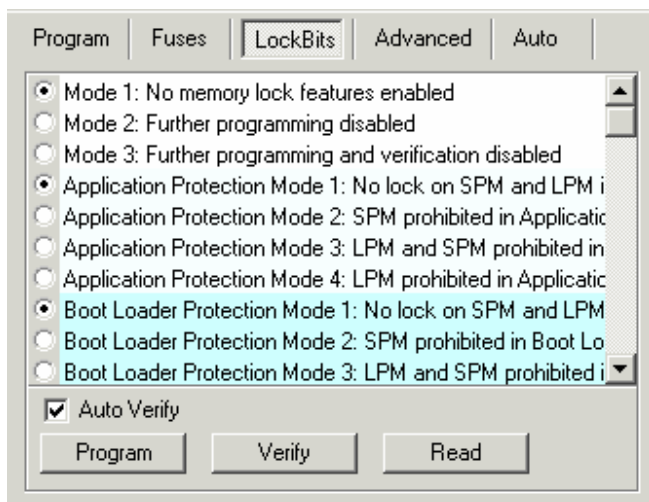 Program Fuses LockBits Advanced Auto
Mode 1: No memory lock features enabled
Mode 2: Further programming disabled
Mode 3: Further programming and verification disabled
Application Protection Mode 1: No lock on SPM and LPM i
Application Protection Mode 2: SPM prohibited in Applicatic
Application Protection Mode 3: LPM and SPM prohibited in
Application Protection Mode 4: LPM prohibited in Applicatic
Boot Loader Protection Mode 1: No lock on SPM and LPM
Boot Loader Protection Mode 2: SPM prohibited in Boot Lo
Boot Loader Protection Mode 3: LPM and SPM prohibited i
Auto Verify
Program Verify Read